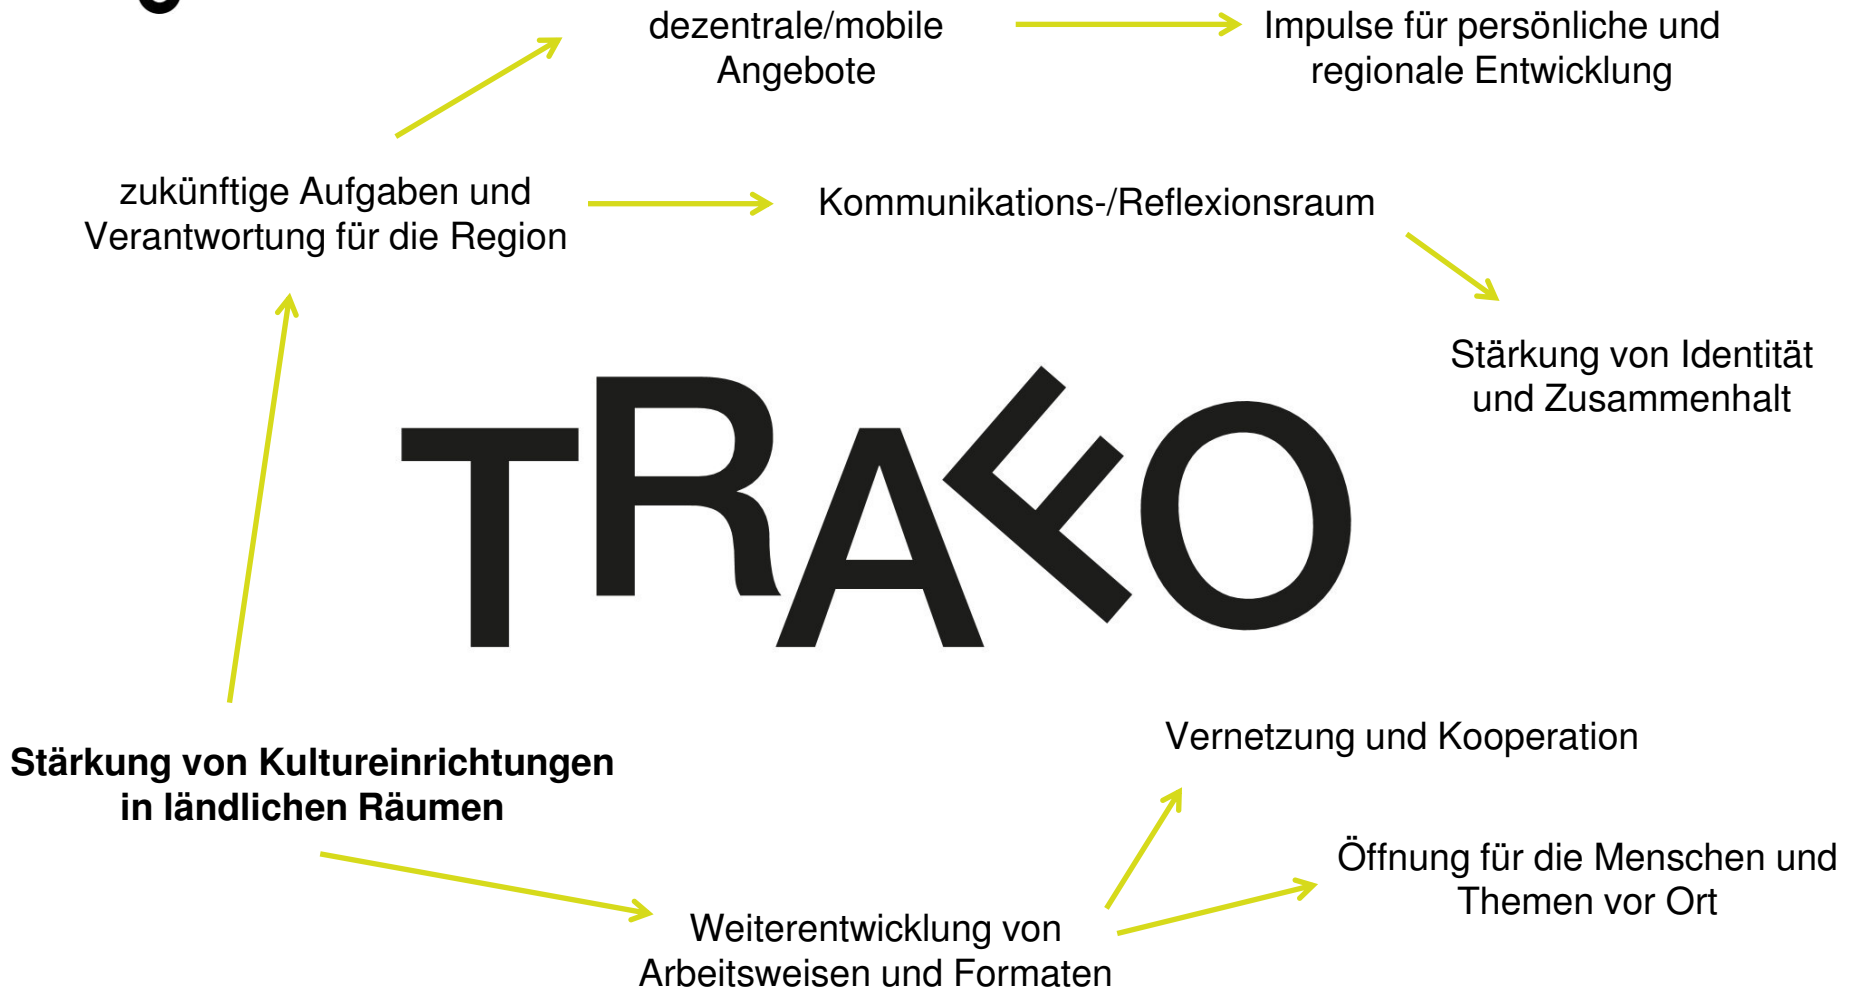 dezentrale/mobile
Angebote
Impulse für persönliche und
regionale Entwicklung
zukünftige Aufgaben und
Verantwortung für die Region
Kommunikations-/Reflexionsraum
Stärkung von Identität
und Zusammenhalt
TRAFO
Stärkung von Kultureinrichtungen
in ländlichen Räumen
Vernetzung und Kooperation
Öffnung für die Menschen und
Themen vor Ort
Weiterentwicklung von
Arbeitsweisen und Formaten